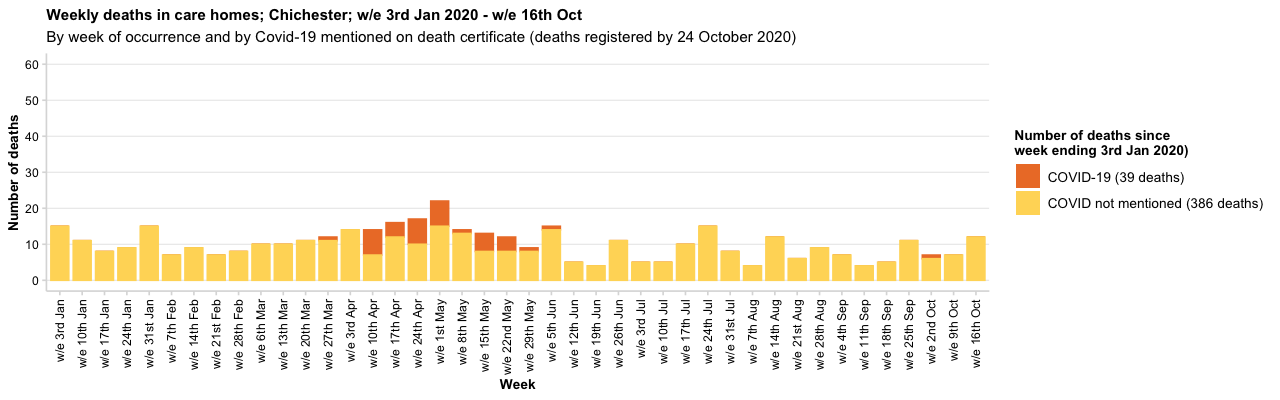 Weekly deaths in care homes; Chichester; w/e 3rd Jan 2020 - w/e 16th Oct
By week of occurrence and by Covid-19 mentioned on death certificate (deaths registered by 24 October 2020)
Number of deaths
60
50
40
30
20
10
0
w/e 3rd Jan
w/e 10th Jan
w/e 17th Jan
w/e 24th Jan
w/e 31st Jan
w/e 7th Feb
w/e 14th Feb
w/e 21st Feb
w/e 28th Feb
w/e 6th Mar
w/e 13th Mar
w/e 20th Mar
w/e 27th Mar
w/e 3rd Apr
w/e 10th Apr
w/e 17th Apr
w/e 24th Apr
w/e 1st May
w/e 8th May
w/e 15th May
w/e 22nd May
w/e 29th May
w/e 5th Jun
w/e 12th Jun
w/e 19th Jun
w/e 26th Jun
w/e 3rd Jul
w/e 10th Jul
w/e 17th Jul
w/e 24th Jul
w/e 31st Jul
w/e 7th Aug
w/e 14th Aug
w/e 21st Aug
w/e 28th Aug
w/e 4th Sep
w/e 11th Sep
w/e 18th Sep
w/e 25th Sep
w/e 2nd Oct
w/e 9th Oct
w/e 16th Oct
Week
Number of deaths since
week ending 3rd Jan 2020)
COVID-19 (39 deaths)
COVID not mentioned (386 deaths)